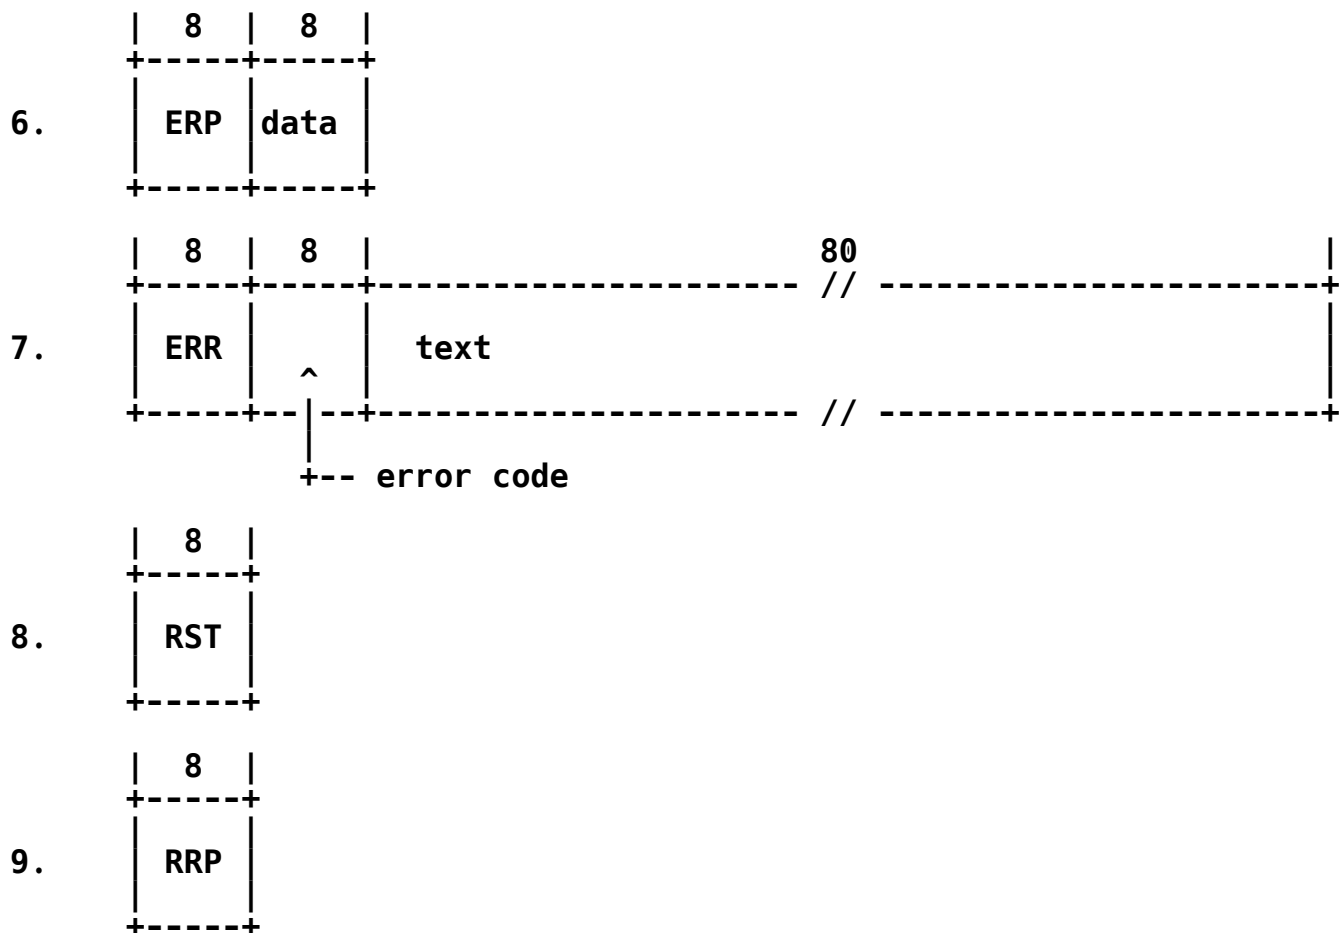 |  8  |  8  |
+-----+-----+
|     |     |
6.    | ERP |data |
|     |     |
+-----+-----+
|  8  |  8  |                       80                        |
+-----+-----+---------------------- // -----------------------+
|     |     |                                                 |
7.    | ERR |     |  text                                           |
|     |  ^  |                                                 |
+-----+--|--+---------------------- // -----------------------+
|
+-- error code
|  8  |
+-----+
|     |
8.    | RST |
|     |
+-----+
|  8  |
+-----+
|     |
9.    | RRP |
|     |
+-----+